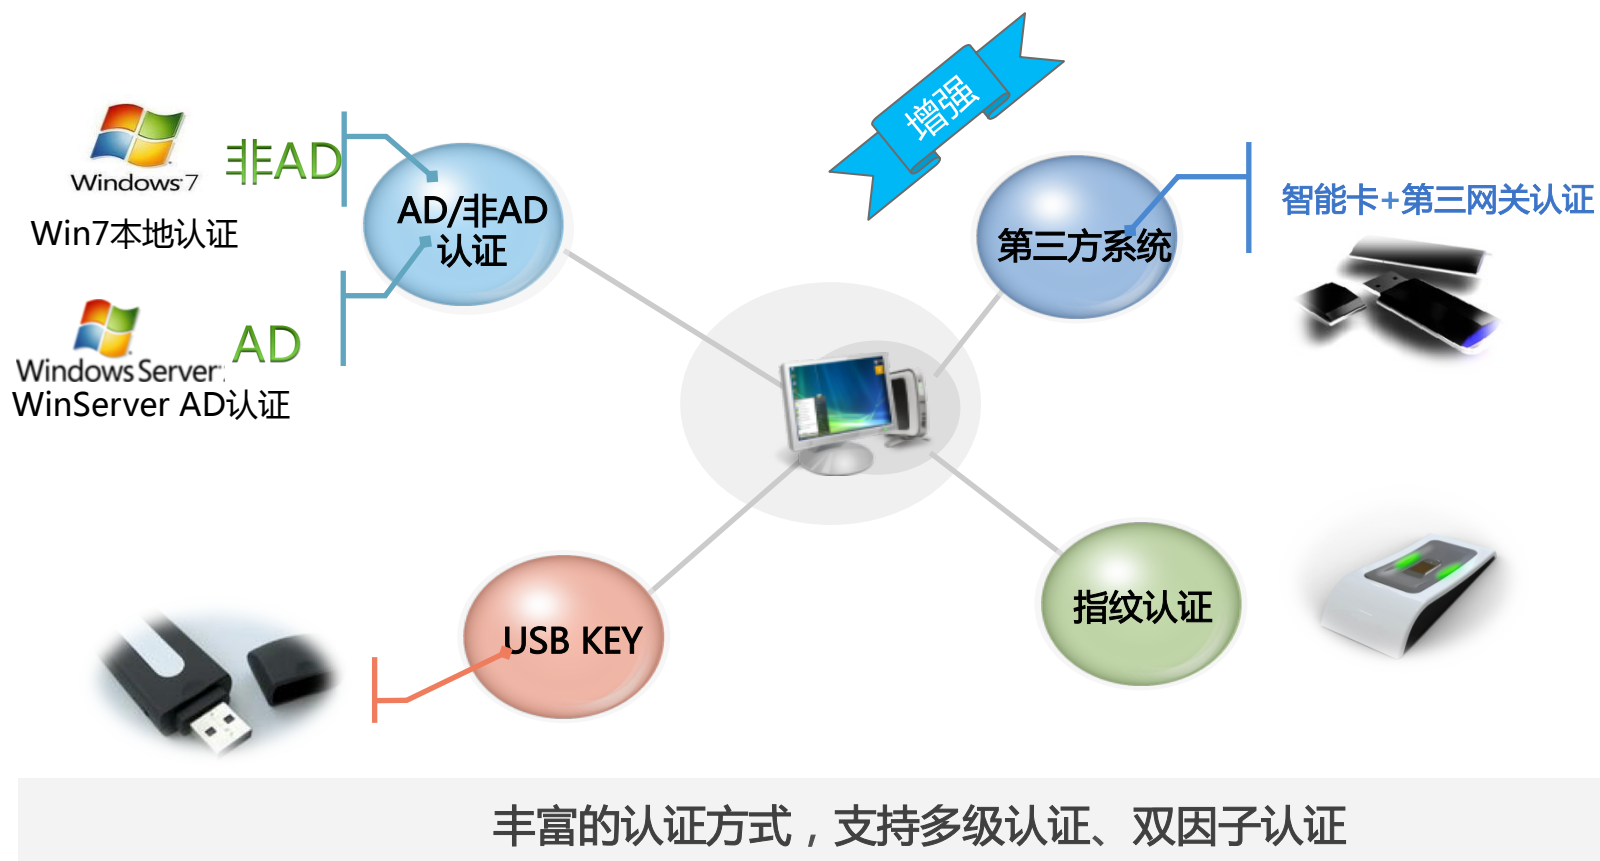 增强
Windows 7
非AD
Win7本地认证
AD/非AD
认证
Windows Server
AD
WinServer AD认证
第三方系统
智能卡+第三网关认证
USB KEY
指纹认证
丰富的认证方式，支持多级认证、双因子认证